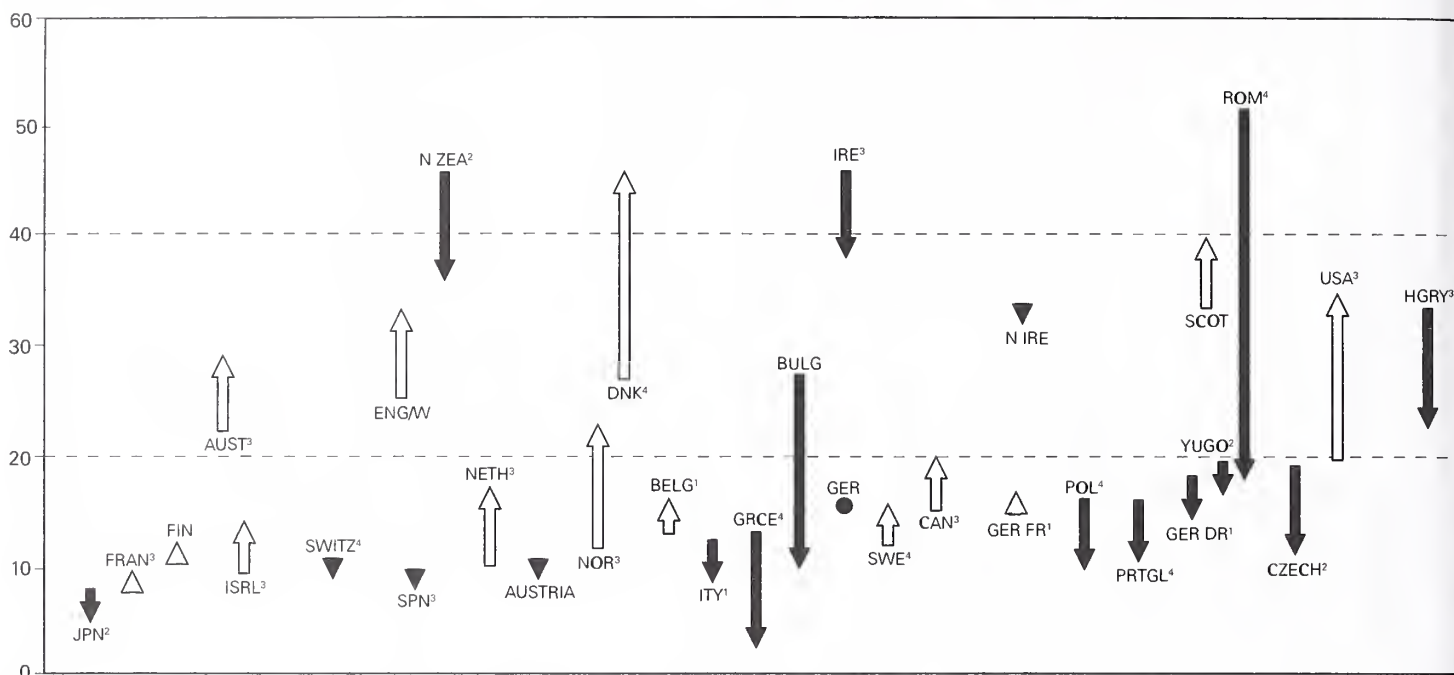 60
ROM⁴
50
N ZEA² IRE³
40
USA³ HGRY³
SCOT
N IRE
30
BULG
DNK⁴
ENG/W
AUST³
20
YUGO²
NETH³ BELG¹ GER POL⁴
GRCE⁴ CAN³ GER FR¹ GER DR¹
FIN
SWITZ⁴
FRAN³ NOR³ SWE⁴ CZECH²
10
ISRL³ SPN³ AUSTRIA ITY¹ PRTGL⁴
JPN²
0